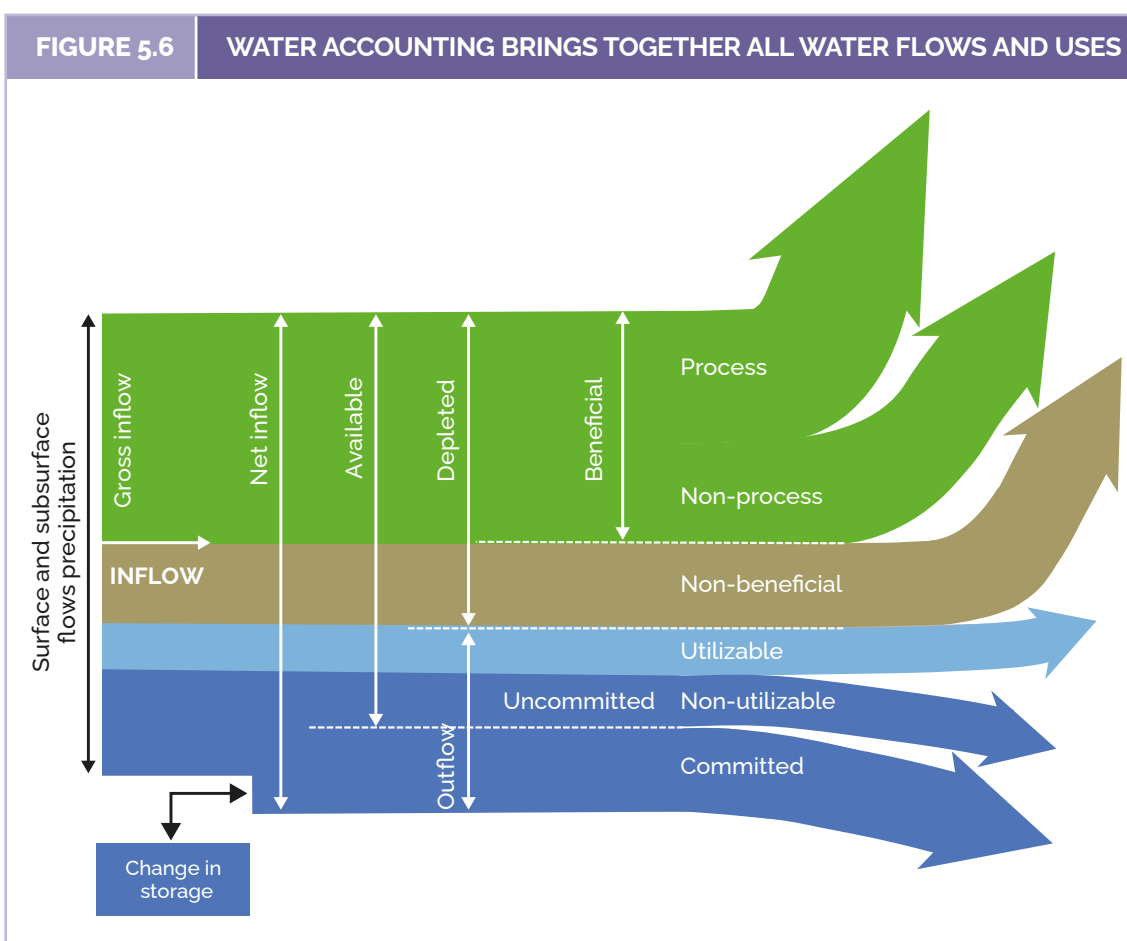 FIGURE 5.6
WATER ACCOUNTING BRINGS TOGETHER ALL WATER FLOWS AND USES
Surface and subsurface
flows precipitation
Gross inflow
Net inflow
Available
Depleted
Beneficial
Process
Non-process
INFLOW
Non-beneficial
Utilizable
Uncommitted
Non-utilizable
Outflow
Committed
Change in
storage